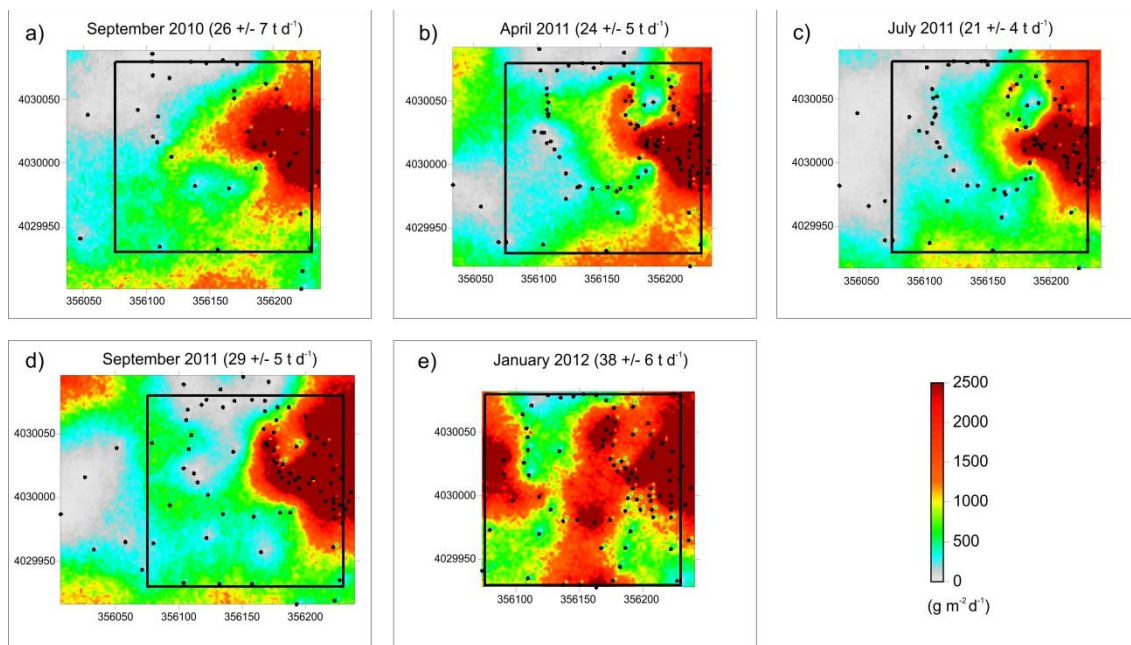 a) September 2010 (26 +/- 7 t d⁻¹)
4030050
4030000
4029950
356050 356100 356150 356200
b) April 2011 (24 +/- 5 t d⁻¹)
356050 356100 356150 356200
c) July 2011 (21 +/- 4 t d⁻¹)
4030050
4030000
4029950
356050 356100 356150 356200
d) September 2011 (29 +/- 5 t d⁻¹)
4030050
4030000
4029950
356050 356100 356150 356200
e) January 2012 (38 +/- 6 t d⁻¹)
4030050
4030000
4029950
356100 356150 356200
2500
2000
1500
1000
500
0
(g m⁻² d⁻¹)